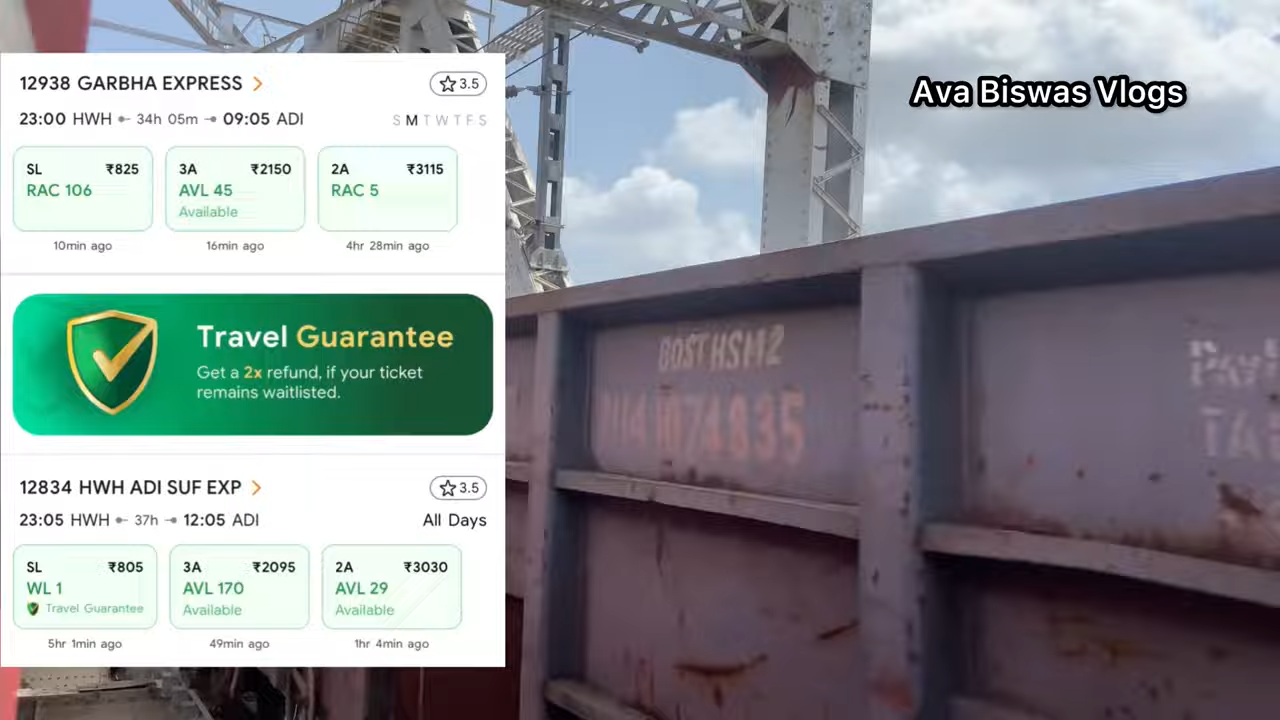 12938 GARBHA EXPRESS
3.5
23:00 HWH 34h 05m 09:05 ADI
S M T W T F S
SL ₹825
RAC 106
10min ago
3A ₹2150
AVL 45
Available
16min ago
2A ₹3115
RAC 5
4hr 28min ago
Travel Guarantee
Get a 2x refund, if your ticket
remains waitlisted.
12834 HWH ADI SUF EXP
3.5
23:05 HWH 37h 12:05 ADI
All Days
SL ₹805
WL 1
Travel Guarantee
5hr 1min ago
3A ₹2095
AVL 170
Available
49min ago
2A ₹3030
AVL 29
Available
1hr 4min ago
Ava Biswas Vlogs
BOSTHSM2